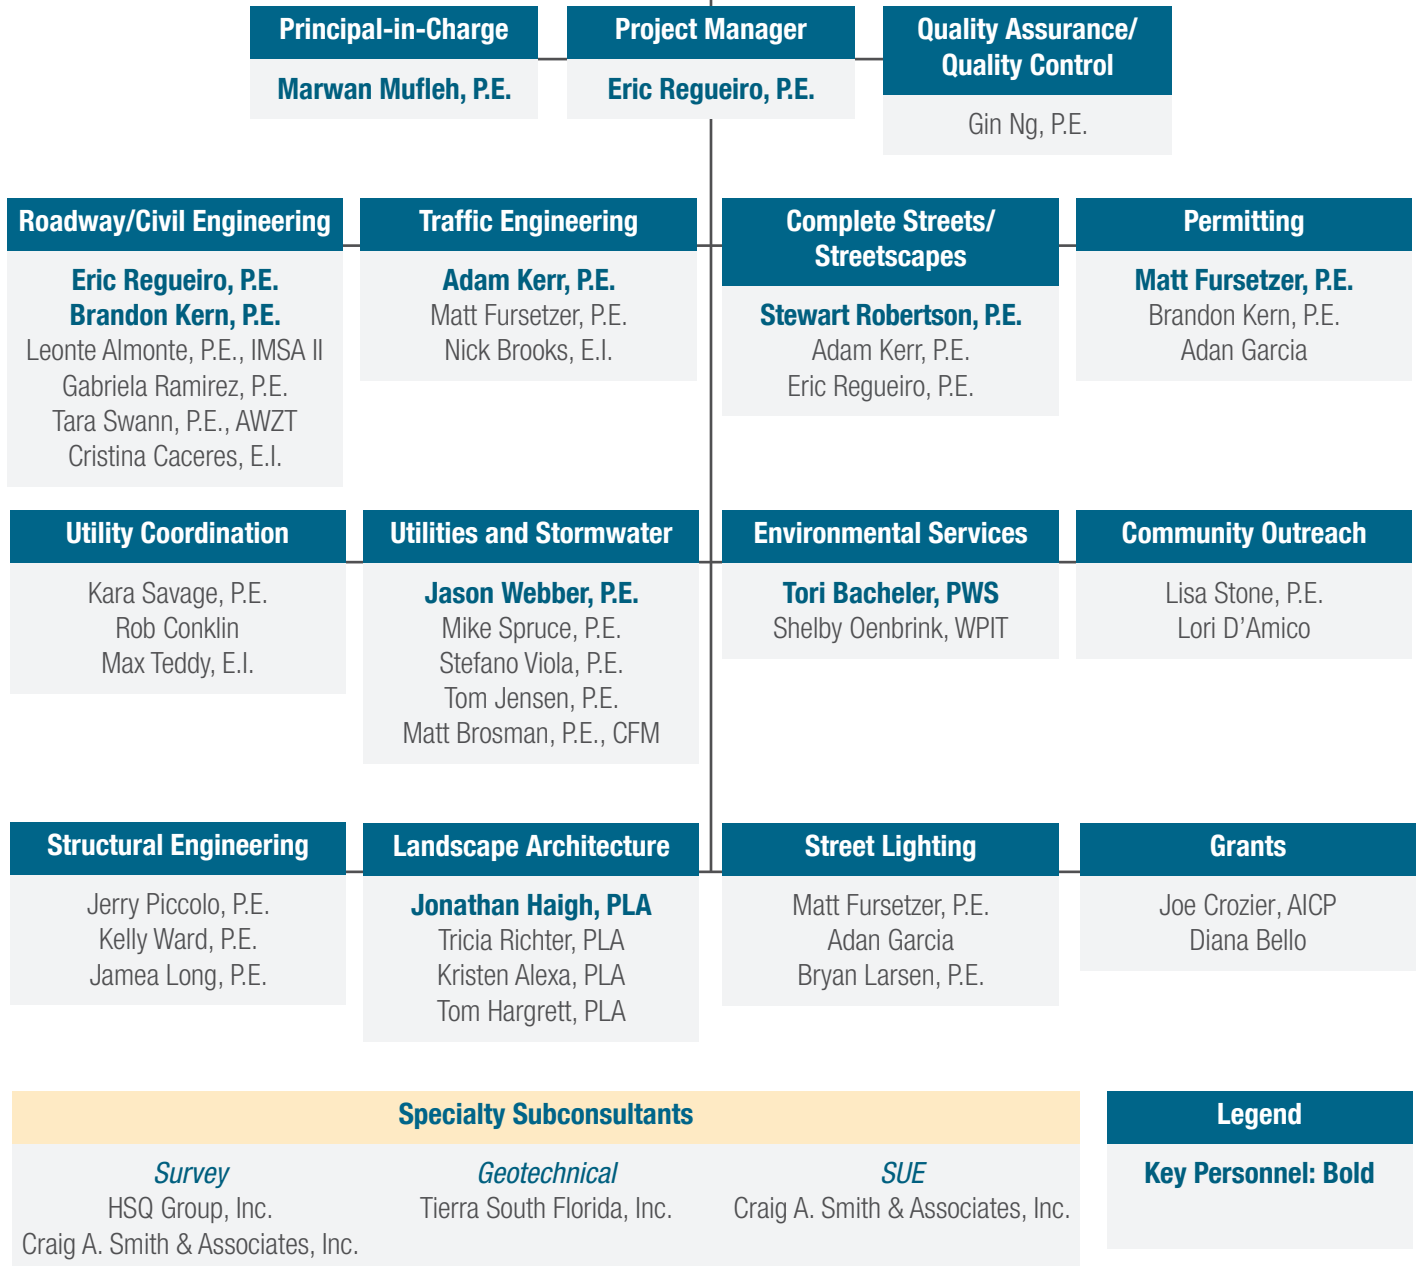 Principal-in-Charge
Marwan Mufleh, P.E.
Project Manager
Eric Regueiro, P.E.
Quality Assurance/
Quality Control
Gin Ng, P.E.
Roadway/Civil Engineering
Eric Regueiro, P.E.
Brandon Kern, P.E.
Leonte Almonte, P.E., IMSA II
Gabriela Ramirez, P.E.
Tara Swann, P.E., AWZT
Cristina Caceres, E.I.
Traffic Engineering
Adam Kerr, P.E.
Matt Fursetzer, P.E.
Nick Brooks, E.I.
Complete Streets/
Streetscapes
Stewart Robertson, P.E.
Adam Kerr, P.E.
Eric Regueiro, P.E.
Permitting
Matt Fursetzer, P.E.
Brandon Kern, P.E.
Adan Garcia
Utility Coordination
Kara Savage, P.E.
Rob Conklin
Max Teddy, E.I.
Utilities and Stormwater
Jason Webber, P.E.
Mike Spruce, P.E.
Stefano Viola, P.E.
Tom Jensen, P.E.
Matt Brosman, P.E., CFM
Environmental Services
Tori Bacheler, PWS
Shelby Oenbrink, WPIT
Community Outreach
Lisa Stone, P.E.
Lori D'Amico
Structural Engineering
Jerry Piccolo, P.E.
Kelly Ward, P.E.
Jamea Long, P.E.
Landscape Architecture
Jonathan Haigh, PLA
Tricia Richter, PLA
Kristen Alexa, PLA
Tom Hargrett, PLA
Street Lighting
Matt Fursetzer, P.E.
Adan Garcia
Bryan Larsen, P.E.
Grants
Joe Crozier, AICP
Diana Bello
Specialty Subconsultants
Survey
HSQ Group, Inc.
Craig A. Smith & Associates, Inc.
Geotechnical
Tierra South Florida, Inc.
SUE
Craig A. Smith & Associates, Inc.
Legend
Key Personnel: Bold